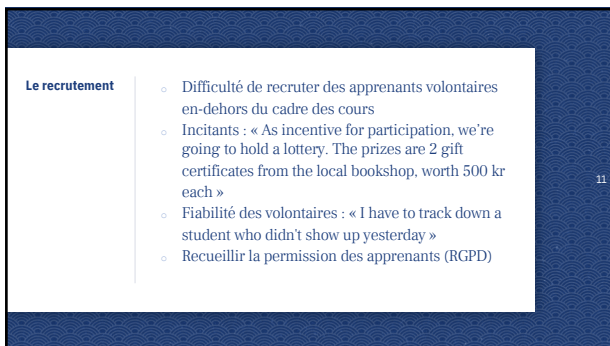 Le recrutement
○ Difficulté de recruter des apprenants volontaires
en-dehors du cadre des cours
○ Incitants : « As incentive for participation, we're
going to hold a lottery. The prizes are 2 gift
certificates from the local bookshop, worth 500 kr
each »
○ Fiabilité des volontaires : « I have to track down a
student who didn't show up yesterday »
○ Recueillir la permission des apprenants (RGPD)
11